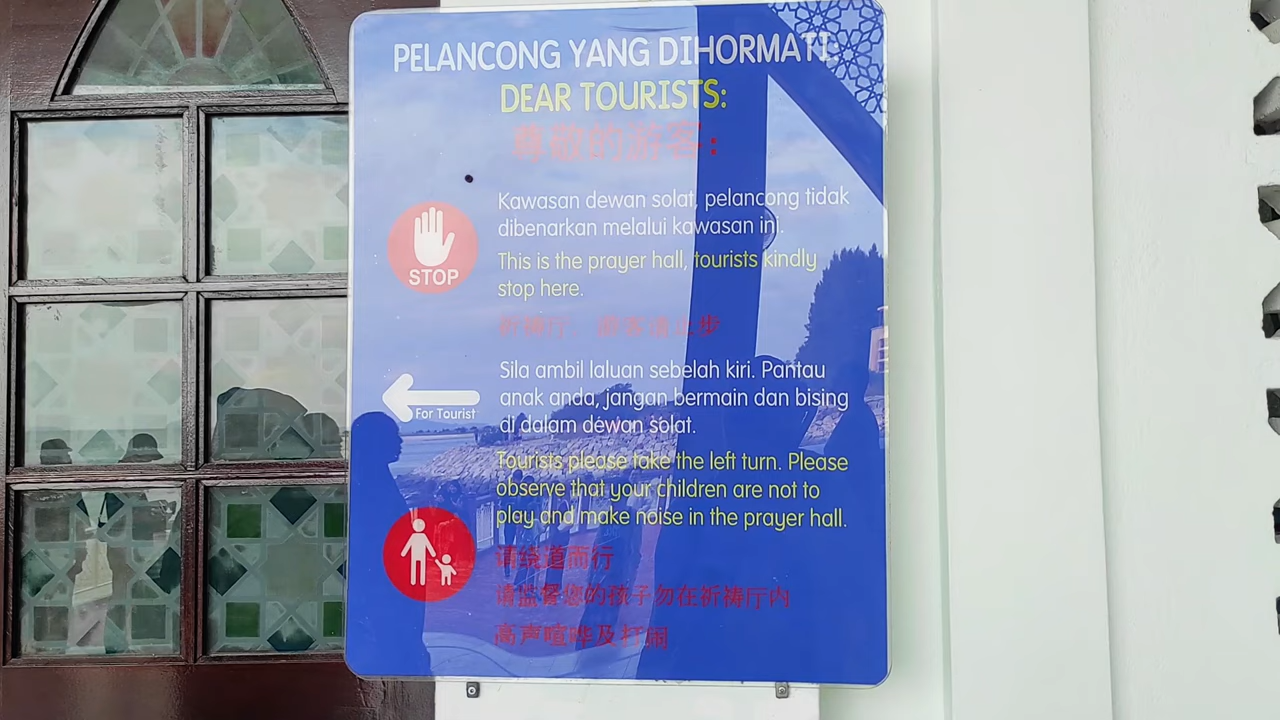 PELANCONG YANG DIHORMATI:
DEAR TOURISTS:
尊敬的游客：
Kawasan dewan solat, pelancong tidak
dibenarkan melalui kawasan ini.
STOP
This is the prayer hall, tourists kindly
stop here.
祈祷厅，游客请止步
Sila ambil laluan sebelah kiri. Pantau
anak anda, jangan bermain dan bising
di dalam dewan solat.
For Tourist
Tourists please take the left turn. Please
observe that your children are not to
play and make noise in the prayer hall.
请绕道而行
请监督您的孩子勿在祈祷厅内
高声喧哗及打闹